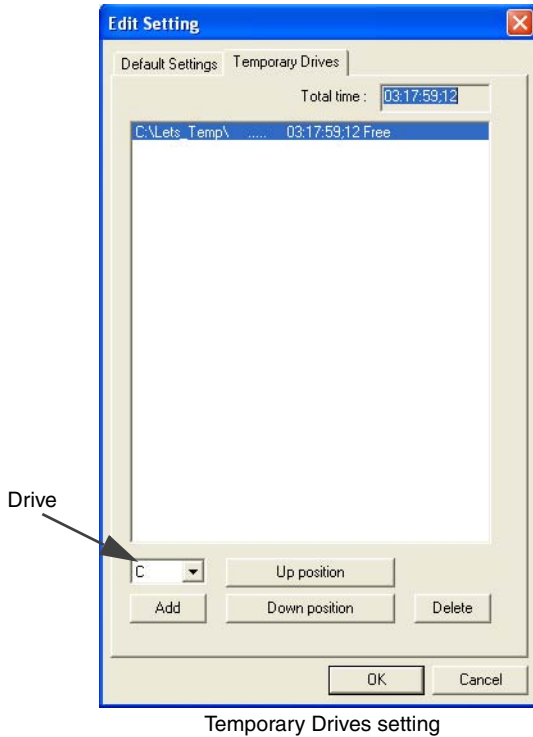 Edit Setting
Default Settings Temporary Drives
Total time : 03:17:59;12
C:\Lets_Temp\ ..... 03:17:59;12 Free
Drive
C Up position
Add Down position Delete
OK Cancel
Temporary Drives setting